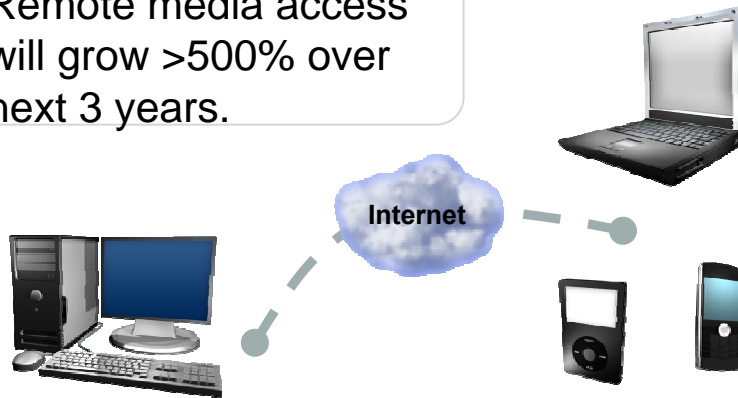 Remote media access
will grow >500% over
next 3 years.
Internet